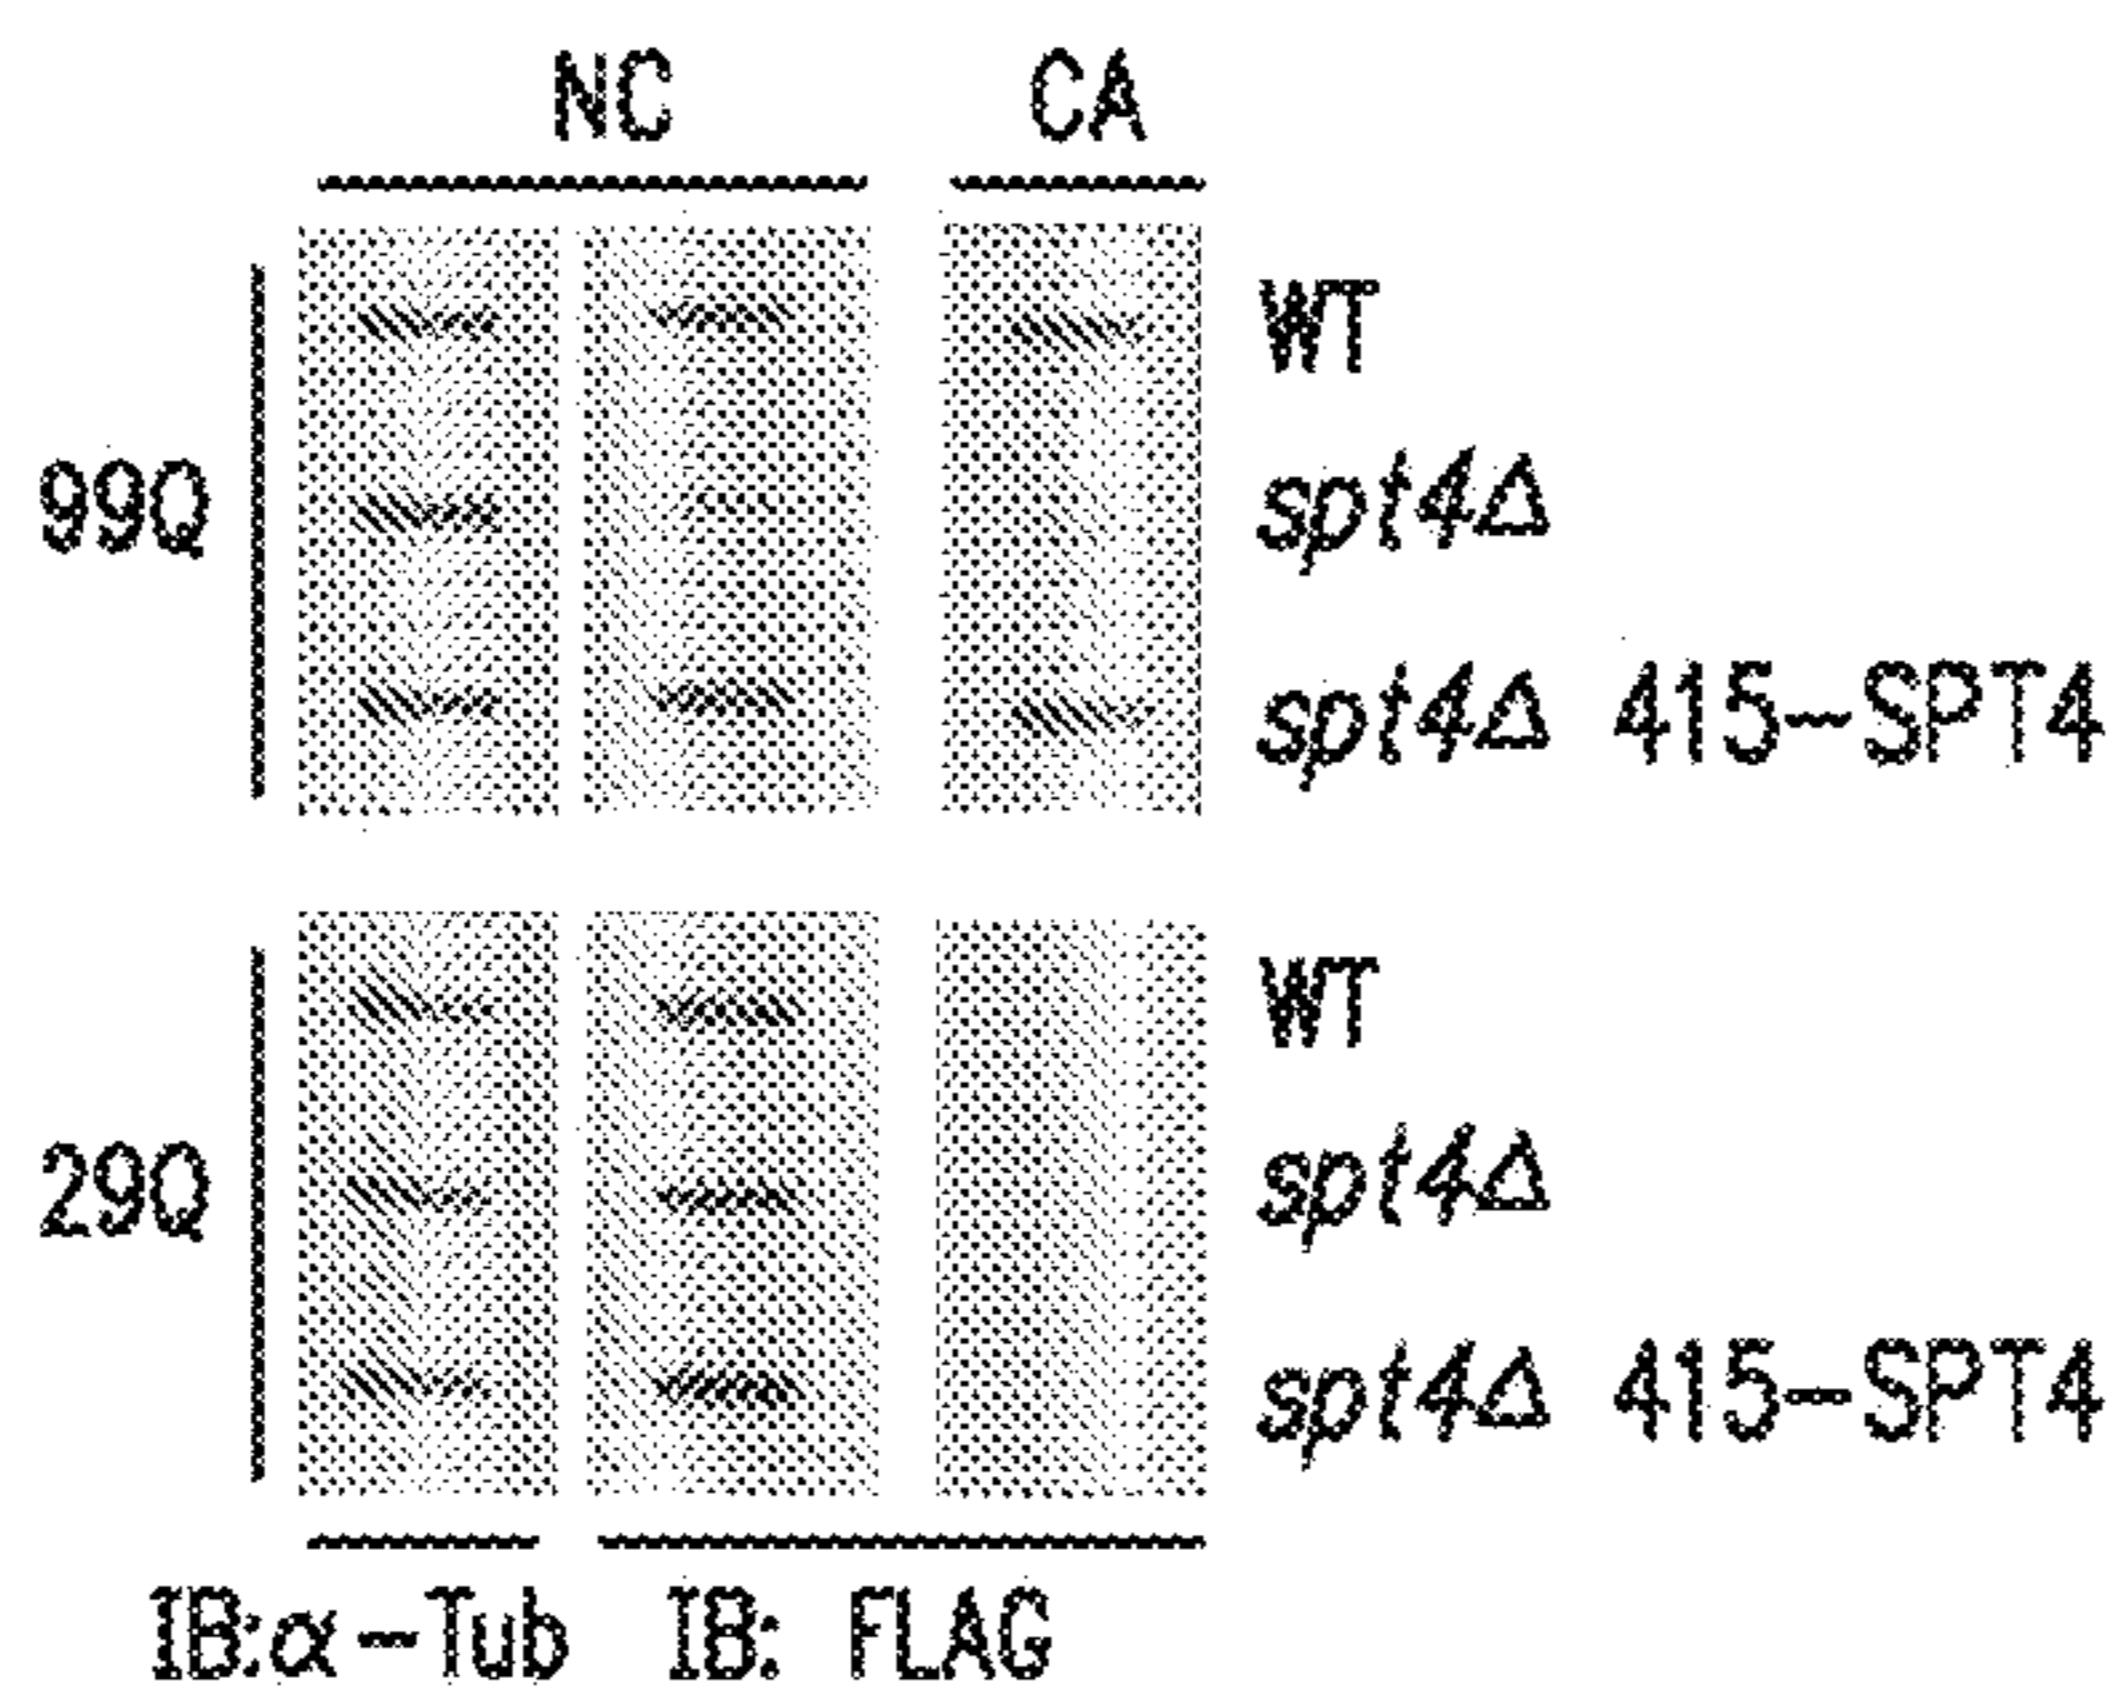 NC CA
99Q
WT
spt4Δ
spt4Δ 415-SPT4
29Q
WT
spt4Δ
spt4Δ 415-SPT4
IB:α-Tub IB: FLAG